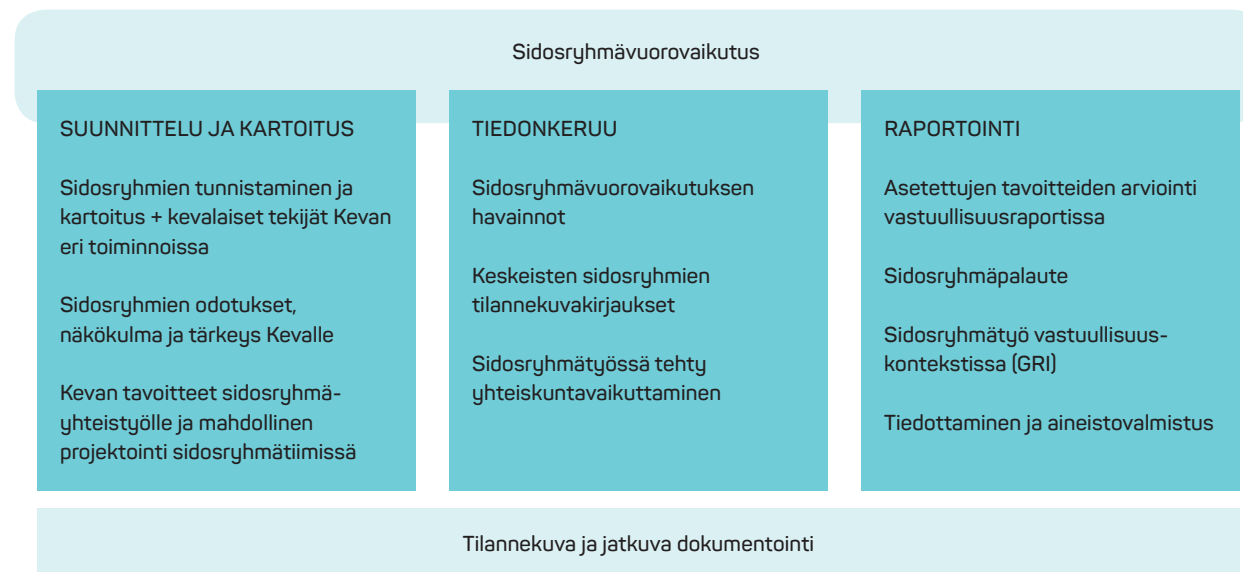 Sidosryhmävuorovaikutus
SUUNNITTELU JA KARTOITUS
Sidosryhmien tunnistaminen ja
kartoitus + kevalaiset tekijät Kevan
eri toiminnoissa
Sidosryhmien odotukset,
näkökulma ja tärkeys Kevalle
Kevan tavoitteet sidosryhmä-
yhteistyölle ja mahdollinen
projektointi sidosryhmätiimissä
TIEDONKERUU
Sidosryhmävuorovaikutuksen
havainnot
Keskeisten sidosryhmien
tilannekuvakirjaukset
Sidosryhmätyössä tehty
yhteiskuntavaikuttaminen
RAPORTOINTI
Asetettujen tavoitteiden arviointi
vastuullisuusraportissa
Sidosryhmäpalaute
Sidosryhmätyö vastuullisuus-
kontekstissa (GRI)
Tiedottaminen ja aineistovalmistus
Tilannekuva ja jatkuva dokumentointi